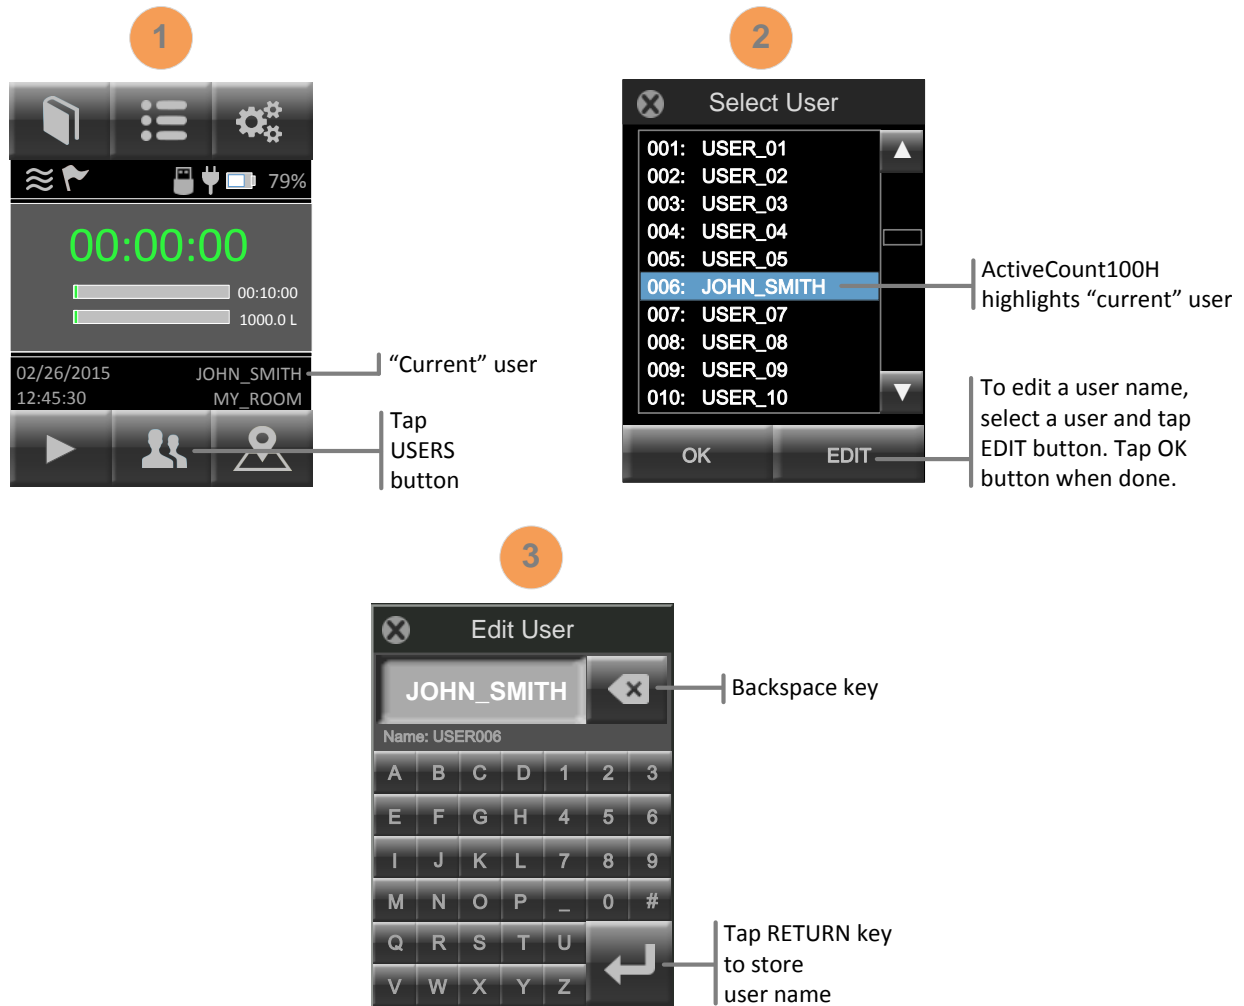 1
79%
00:00:00
00:10:00
1000.0 L
02/26/2015 JOHN_SMITH
12:45:30 MY_ROOM
“Current” user
Tap
USERS
button
2
Select User
001: USER_01
002: USER_02
003: USER_03
004: USER_04
005: USER_05
006: JOHN_SMITH
007: USER_07
008: USER_08
009: USER_09
010: USER_10
OK EDIT
ActiveCount100H
highlights “current” user
To edit a user name,
select a user and tap
EDIT button. Tap OK
button when done.
3
Edit User
JOHN_SMITH
Name: USER006
A B C D 1 2 3
E F G H 4 5 6
I J K L 7 8 9
M N O P _ 0 #
Q R S T U
V W X Y Z
Backspace key
Tap RETURN key
to store
user name